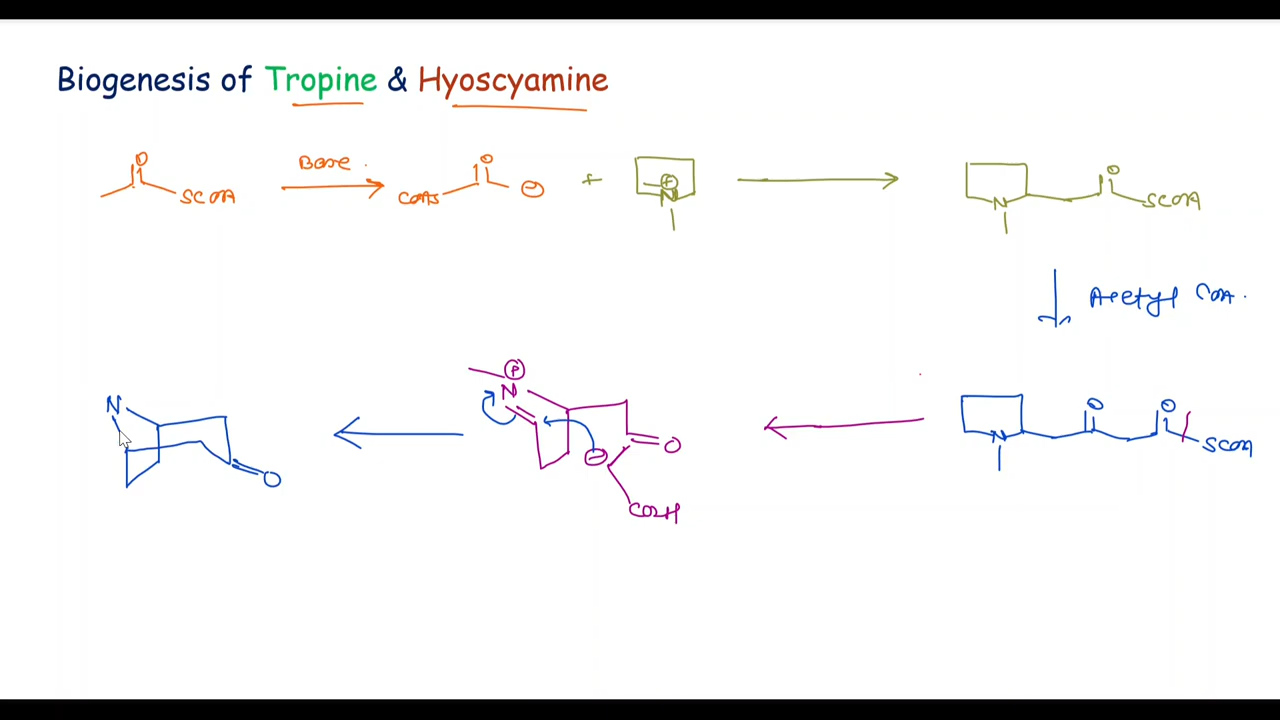 Biogenesis of Tropine & Hyoscyamine
O
SCOA
Base
O
COAS
⊖
+
⊕
N
O
N
SCOA
Acetyl COA
⊕
N
O
⊖
CO2H
O
O
N
SCOA
N
O